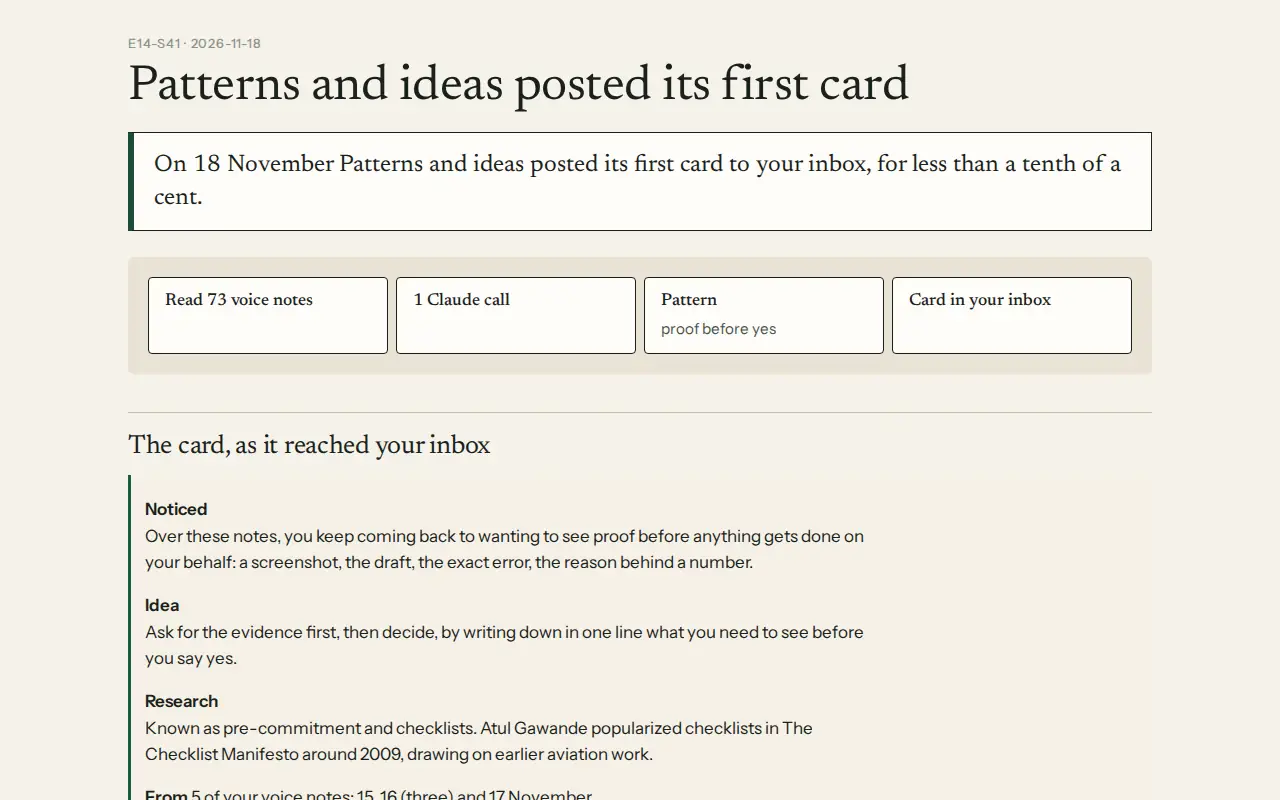 E14-S41 · 2026-11-18
Patterns and ideas posted its first card
On 18 November Patterns and ideas posted its first card to your inbox, for less than a tenth of a
cent.
Read 73 voice notes
1 Claude call
Pattern
proof before yes
Card in your inbox
The card, as it reached your inbox
Noticed
Over these notes, you keep coming back to wanting to see proof before anything gets done on
your behalf: a screenshot, the draft, the exact error, the reason behind a number.
Idea
Ask for the evidence first, then decide, by writing down in one line what you need to see before
you say yes.
Research
Known as pre-commitment and checklists. Atul Gawande popularized checklists in The
Checklist Manifesto around 2009, drawing on earlier aviation work.
From 5 of your voice notes: 15, 16 (three) and 17 November